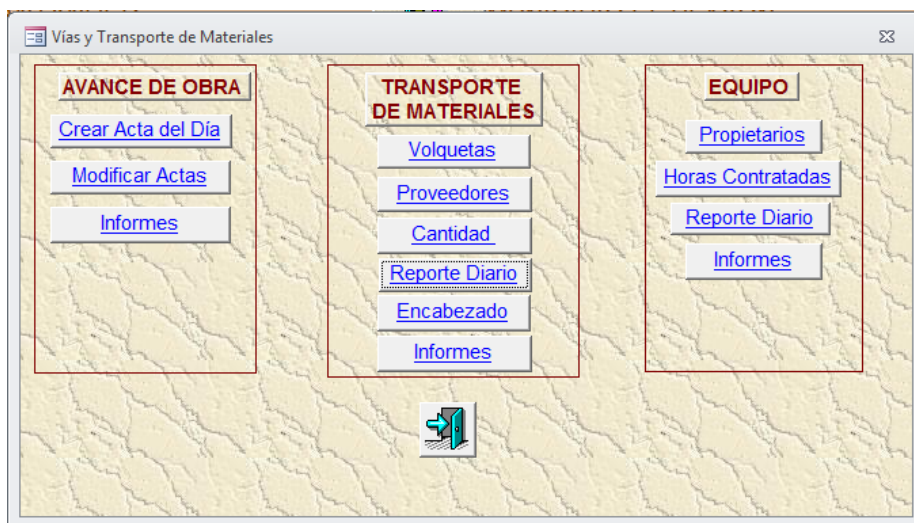 Vías y Transporte de Materiales
AVANCE DE OBRA
Crear Acta del Día
Modificar Actas
Informes
TRANSPORTE
DE MATERIALES
Volquetas
Proveedores
Cantidad
Reporte Diario
Encabezado
Informes
EQUIPO
Propietarios
Horas Contratadas
Reporte Diario
Informes